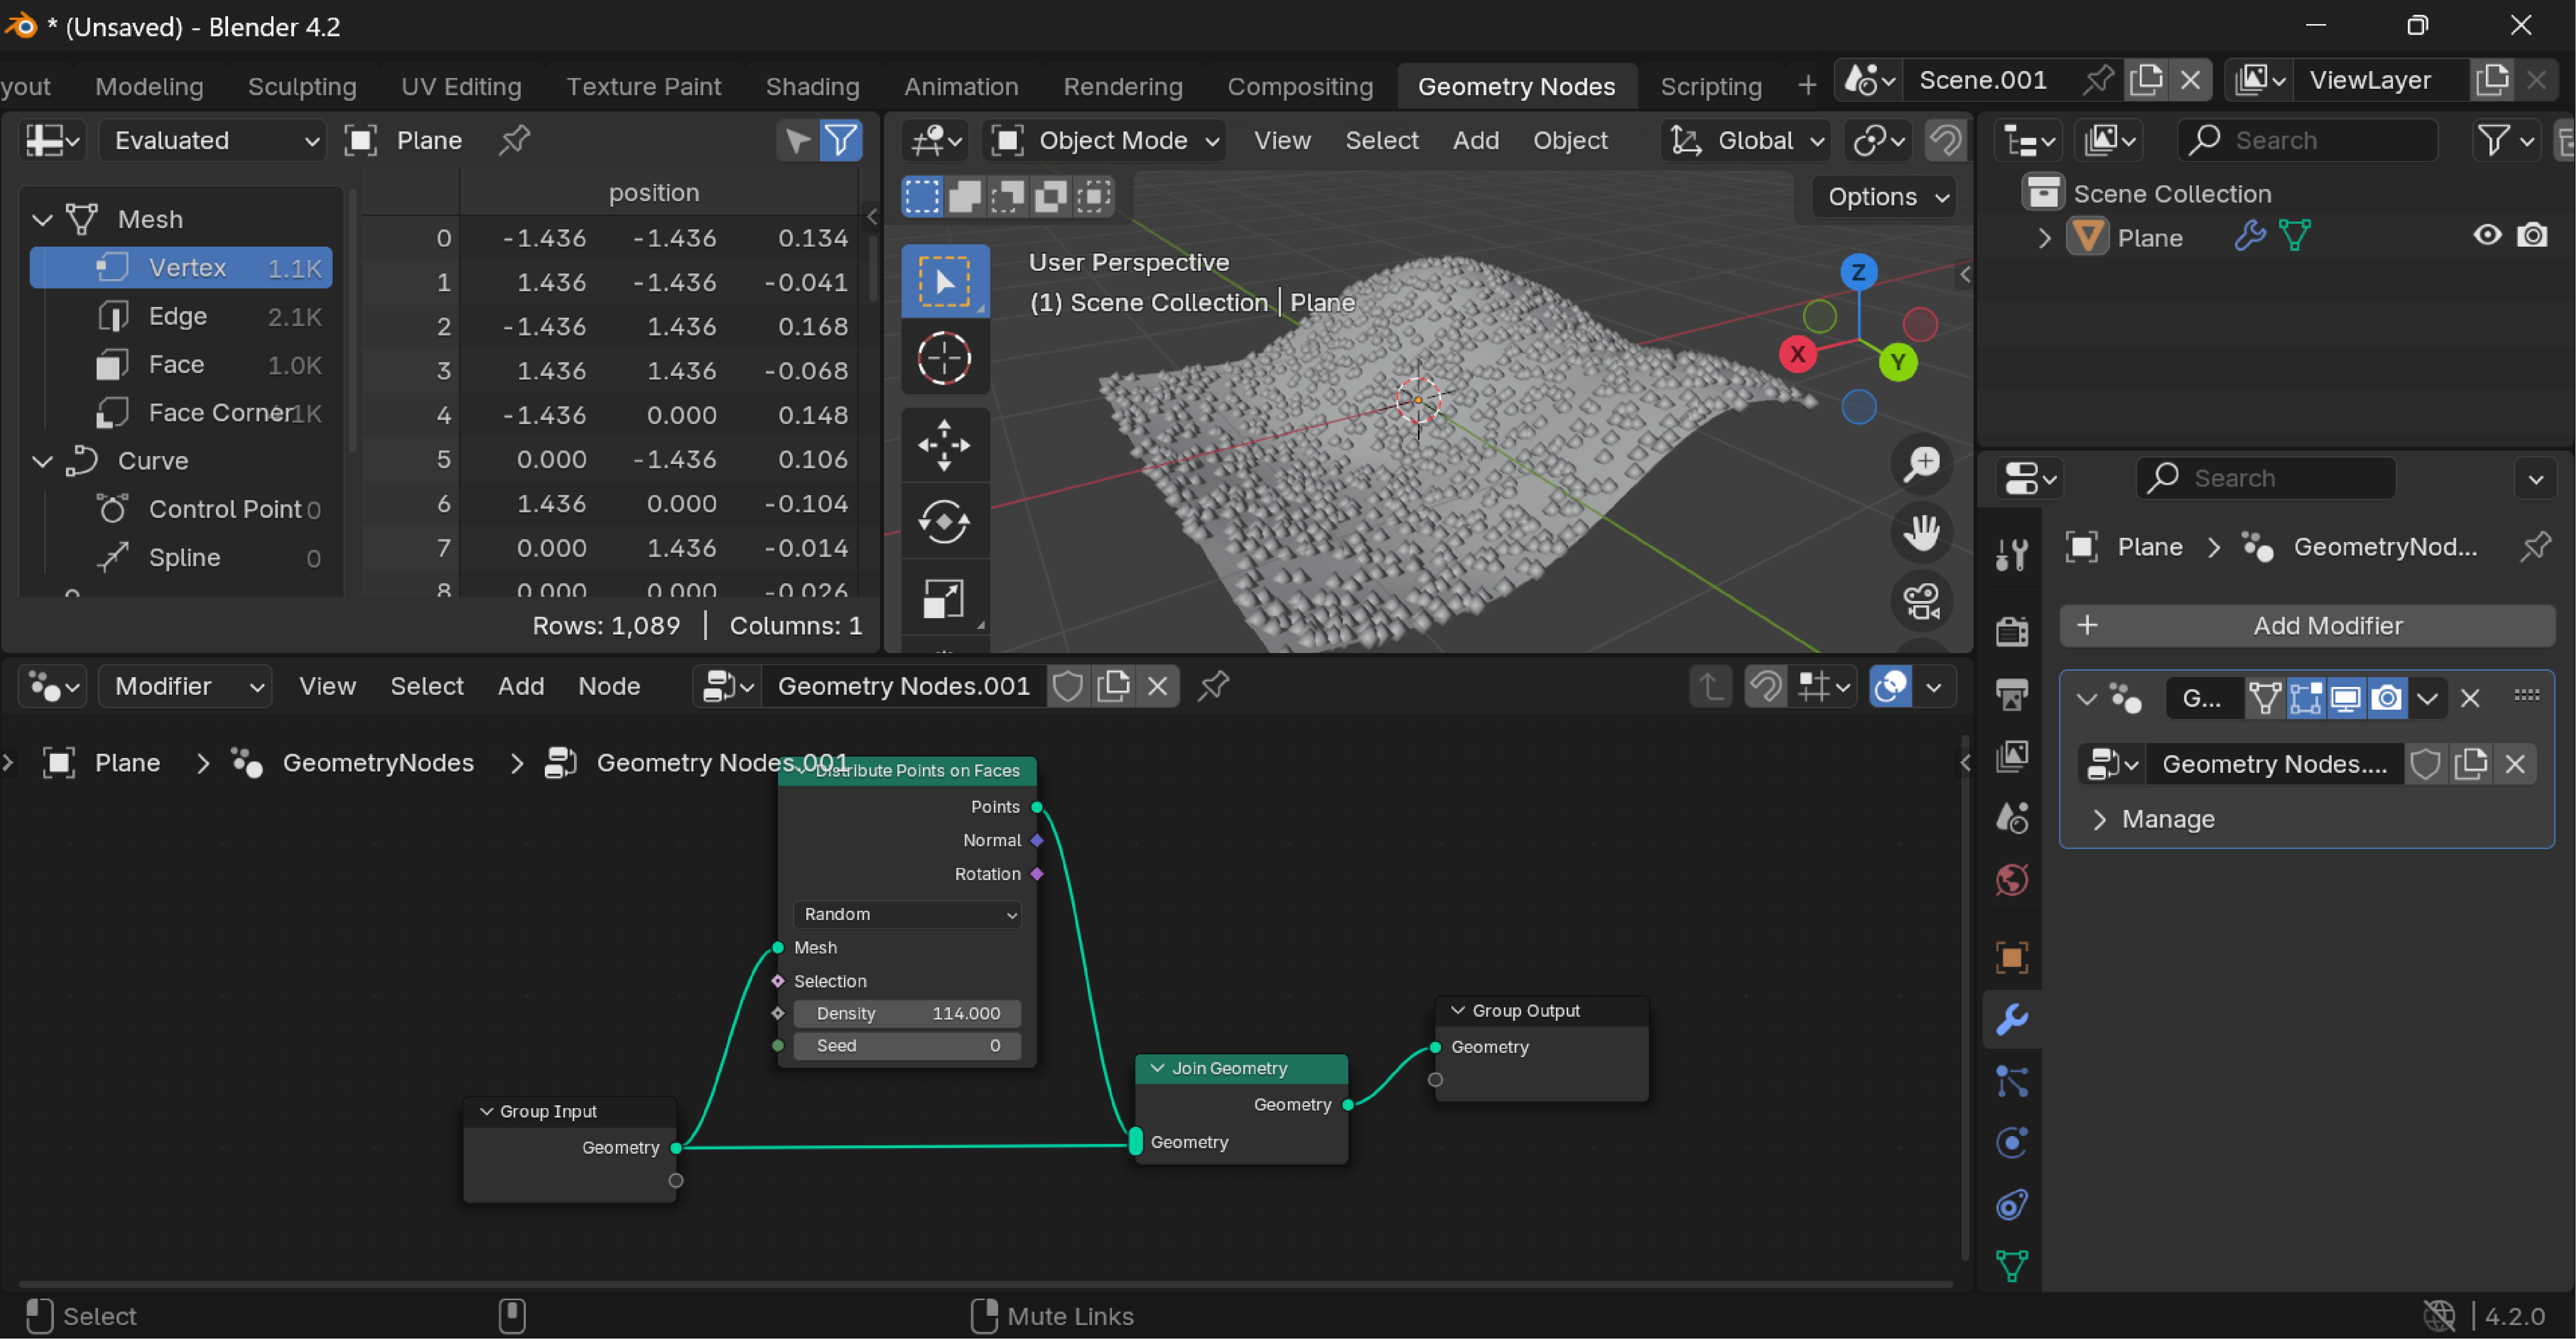 * (Unsaved) - Blender 4.2
yout Modeling Sculpting UV Editing Texture Paint Shading Animation Rendering Compositing Geometry Nodes Scripting + Scene.001 ViewLayer
Evaluated Plane
Object Mode View Select Add Object Global
Search
position
Options
Mesh
Vertex 1.1K
Edge 2.1K
Face 1.0K
Face Corner 1K
Curve
Control Point 0
Spline 0
0 -1.436 -1.436 0.134
1 1.436 -1.436 -0.041
2 -1.436 1.436 0.168
3 1.436 1.436 -0.068
4 -1.436 0.000 0.148
5 0.000 -1.436 0.106
6 1.436 0.000 -0.104
7 0.000 1.436 -0.014
8 0.000 0.000 -0.026
Rows: 1,089 | Columns: 1
User Perspective
(1) Scene Collection | Plane
Z
X
Y
Scene Collection
Plane
Search
Plane > GeometryNod...
+ Add Modifier
G...
Geometry Nodes....
Manage
Modifier View Select Add Node Geometry Nodes.001
Plane > GeometryNodes > Geometry Nodes.001
Distribute Points on Faces
Points
Normal
Rotation
Random
Mesh
Selection
Density 114.000
Seed 0
Group Input
Geometry
Join Geometry
Geometry
Geometry
Group Output
Geometry
Select
Mute Links
4.2.0